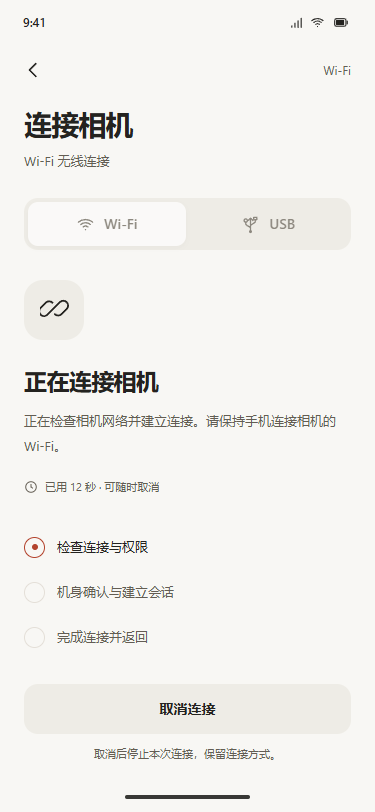 9:41
Wi-Fi
连接相机
Wi-Fi 无线连接
Wi-Fi
USB
正在连接相机
正在检查相机网络并建立连接。请保持手机连接相机的
Wi-Fi。
已用 12 秒 · 可随时取消
检查连接与权限
机身确认与建立会话
完成连接并返回
取消连接
取消后停止本次连接，保留连接方式。